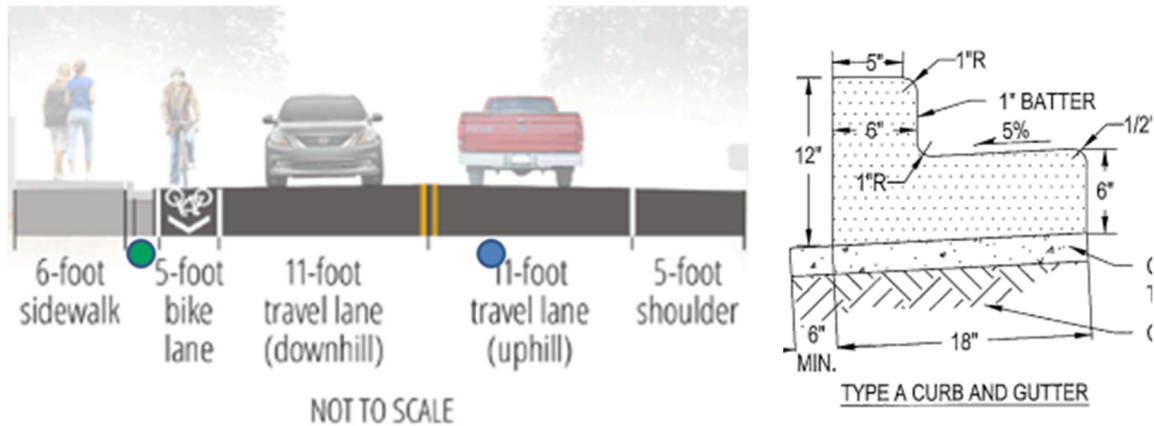 6-foot
sidewalk
5-foot
bike
lane
11-foot
travel lane
(downhill)
11-foot
travel lane
(uphill)
5-foot
shoulder
NOT TO SCALE
5"
1"R
1" BATTER
6"
5%
1/2"
12"
1"R
6"
6"
MIN.
18"
TYPE A CURB AND GUTTER